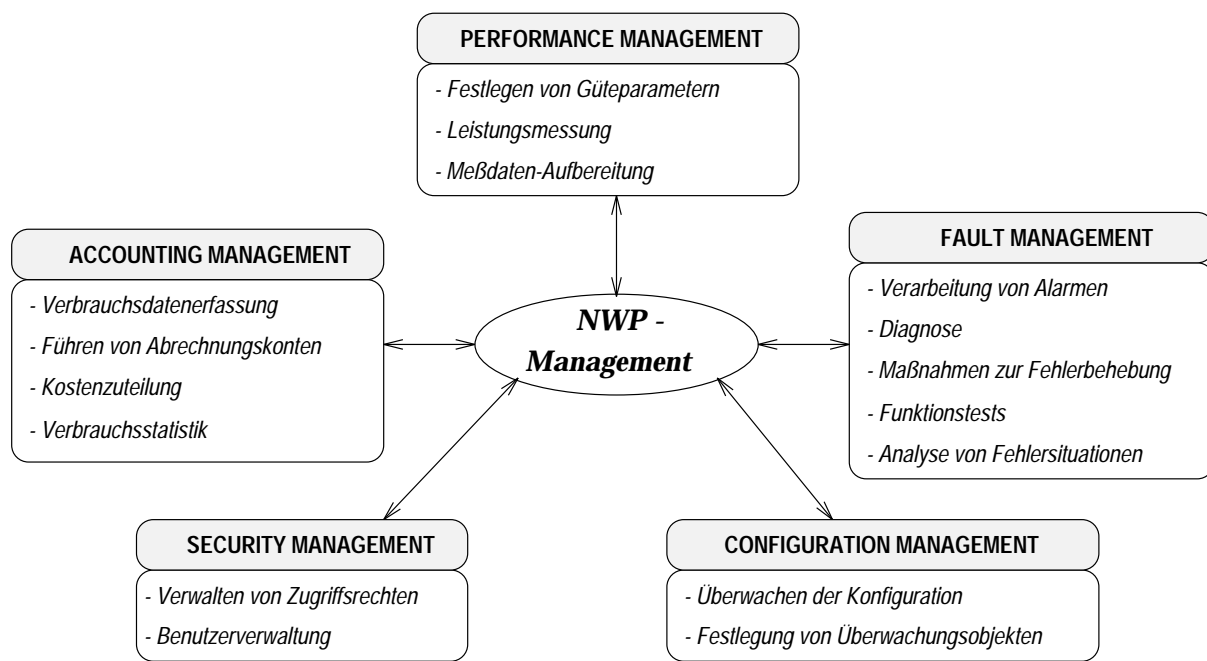 PERFORMANCE MANAGEMENT
- Festlegen von Güteparametern
- Leistungsmessung
- Meßdaten-Aufbereitung
ACCOUNTING MANAGEMENT
- Verbrauchsdatenerfassung
- Führen von Abrechnungskonten
- Kostenzuteilung
- Verbrauchsstatistik
NWP -
Management
FAULT MANAGEMENT
- Verarbeitung von Alarmen
- Diagnose
- Maßnahmen zur Fehlerbehebung
- Funktionstests
- Analyse von Fehlersituationen
SECURITY MANAGEMENT
- Verwalten von Zugriffsrechten
- Benutzerverwaltung
CONFIGURATION MANAGEMENT
- Überwachen der Konfiguration
- Festlegung von Überwachungsobjekten